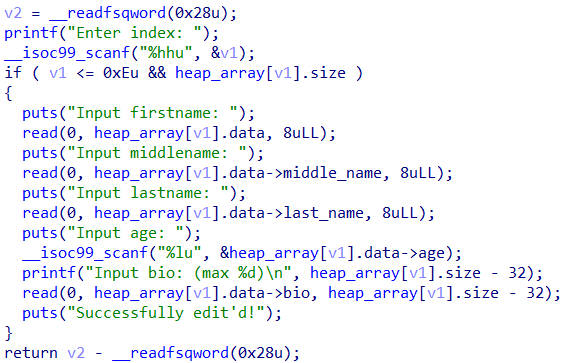 v2 = __readfsqword(0x28u);
printf("Enter index: ");
__isoc99_scanf("%hhu", &v1);
if ( v1 <= 0xEu && heap_array[v1].size )
{
puts("Input firstname: ");
read(0, heap_array[v1].data, 8uLL);
puts("Input middlename: ");
read(0, heap_array[v1].data->middle_name, 8uLL);
puts("Input lastname: ");
read(0, heap_array[v1].data->last_name, 8uLL);
puts("Input age: ");
__isoc99_scanf("%lu", &heap_array[v1].data->age);
printf("Input bio: (max %d)\n", heap_array[v1].size - 32);
read(0, heap_array[v1].data->bio, heap_array[v1].size - 32);
puts("Successfully edit'd!");
}
return v2 - __readfsqword(0x28u);